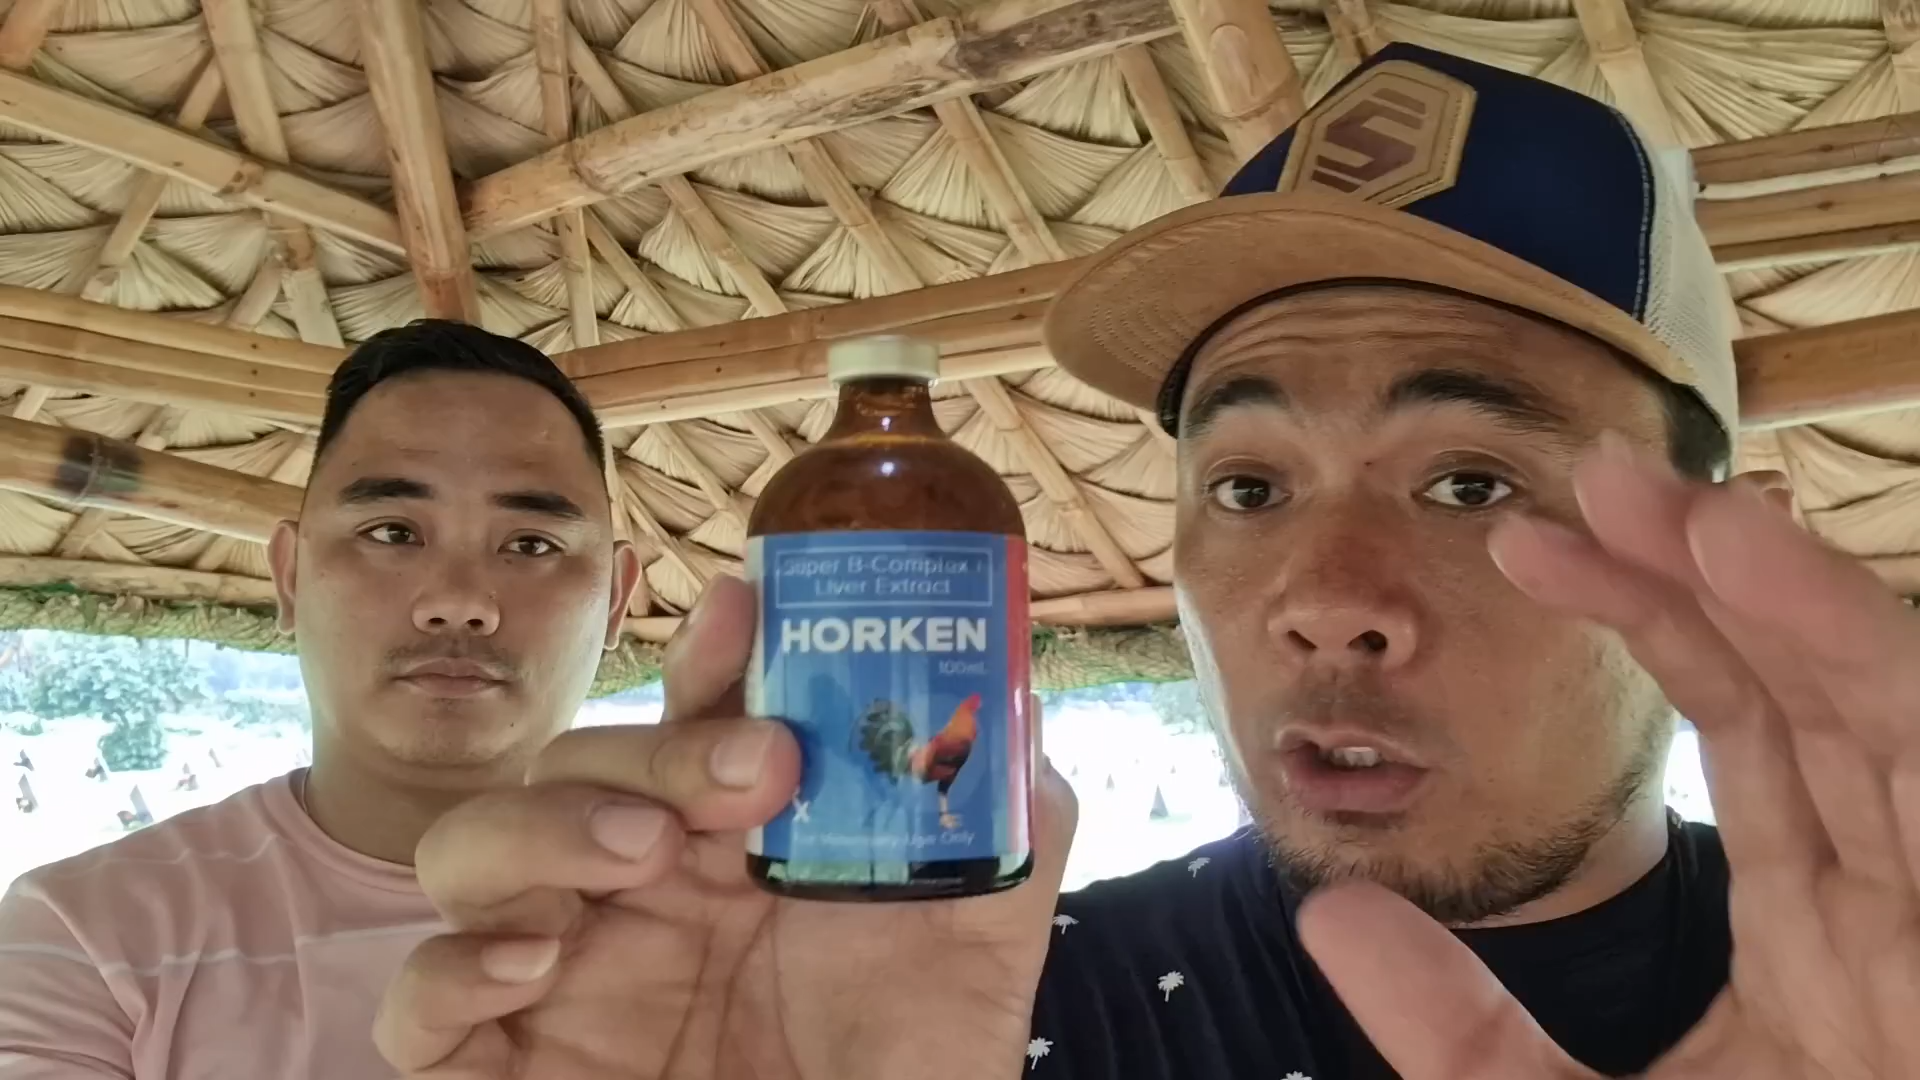 Super B-Complex +
Liver Extract
HORKEN
100mL
For Veterinary Use Only